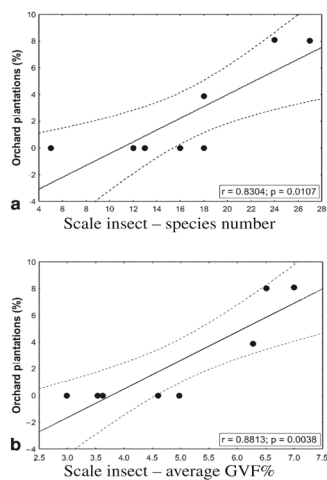 10
8
6
4
2
0
−2
−4
Orchard plantations (%)
r = 0.8304; p = 0.0107
4 6 8 10 12 14 16 18 20 22 24 26 28
a
Scale insect – species number
10
8
6
4
2
0
−2
−4
Orchard plantations (%)
r = 0.8813; p = 0.0038
2.5 3.0 3.5 4.0 4.5 5.0 5.5 6.0 6.5 7.0 7.5
b
Scale insect – average GVF%